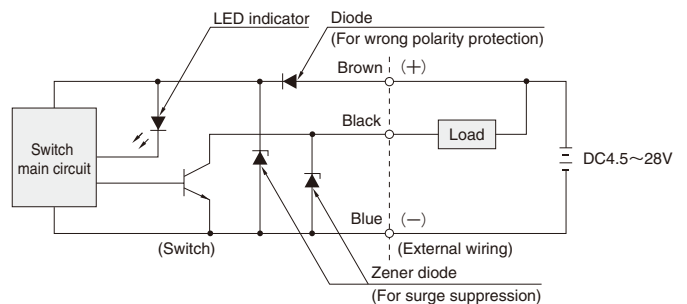 LED indicator
Diode
(For wrong polarity protection)
Brown (+)
Black
Load
Switch
main circuit
DC4.5～28V
Blue (−)
(Switch)
(External wiring)
Zener diode
(For surge suppression)